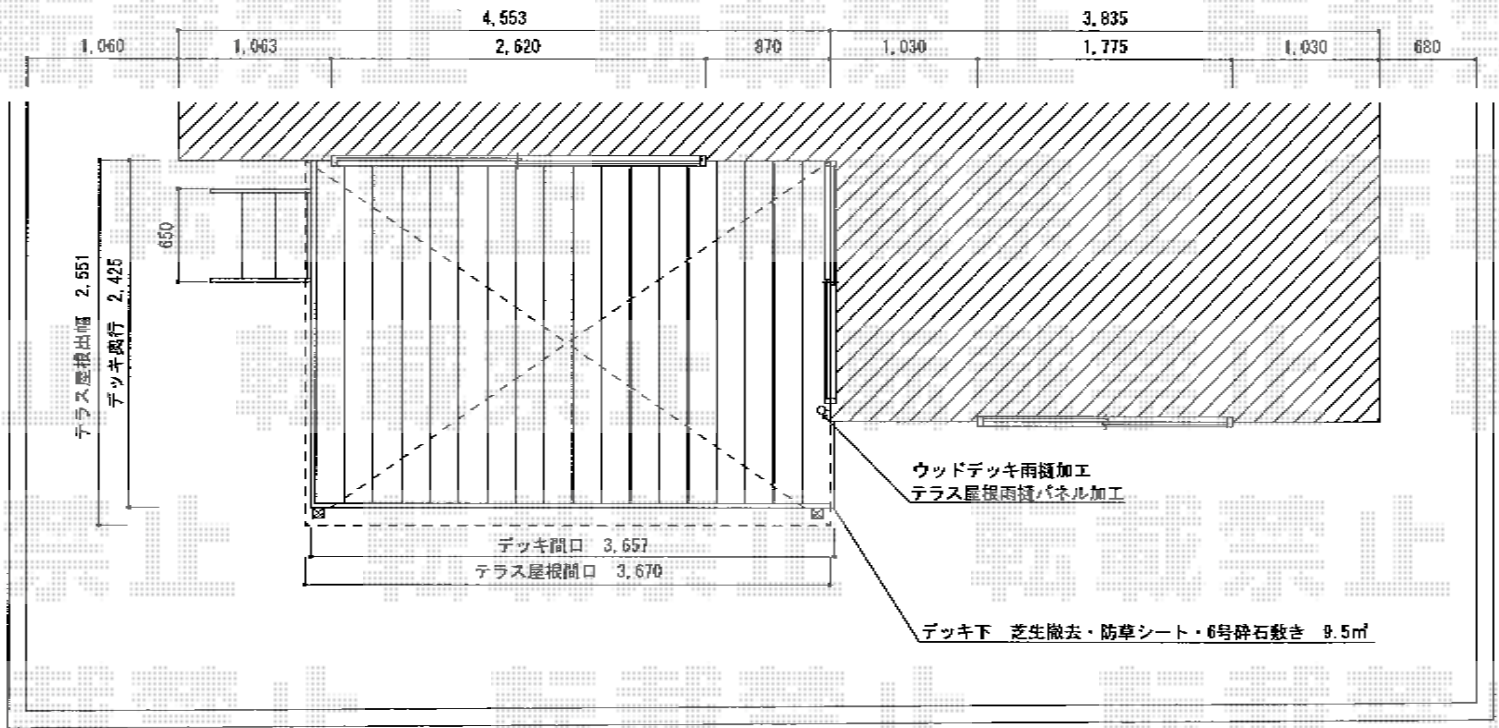 4,553
3,835
1,060
1,063
2,620
870
1,030
1,775
1,030
680
650
テラス屋根出幅 2,551
デッキ奥行 2,425
ウッドデッキ雨樋加工
テラス屋根雨樋パネル加工
デッキ間口 3,657
テラス屋根間口 3,670
デッキ下 芝生撤去・防草シート・6号砕石敷き 9.5㎡